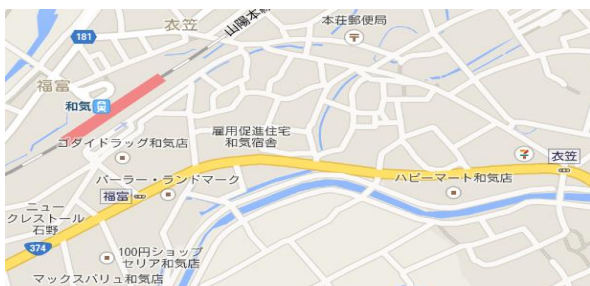 181
衣笠
山陽本線
本荘郵便局
福富
和気
ゴダイドラッグ和気店
雇用促進住宅
和気宿舎
衣笠
パーラー・ランドマーク
ハピーマート和気店
福富
ニュー
クレストール
石野
374
100円ショップ
セリア和気店
マックスバリュ和気店